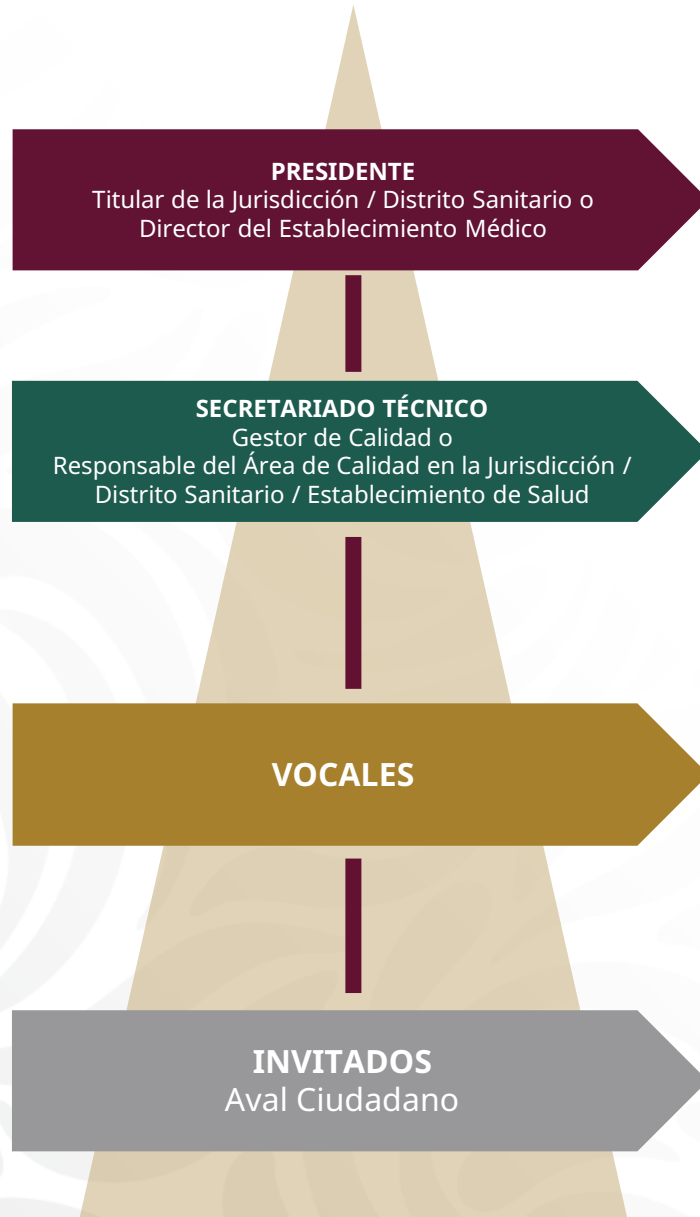 PRESIDENTE
Titular de la Jurisdicción / Distrito Sanitario o
Director del Establecimiento Médico
SECRETARIADO TÉCNICO
Gestor de Calidad o
Responsable del Área de Calidad en la Jurisdicción /
Distrito Sanitario / Establecimiento de Salud
VOCALES
INVITADOS
Aval Ciudadano